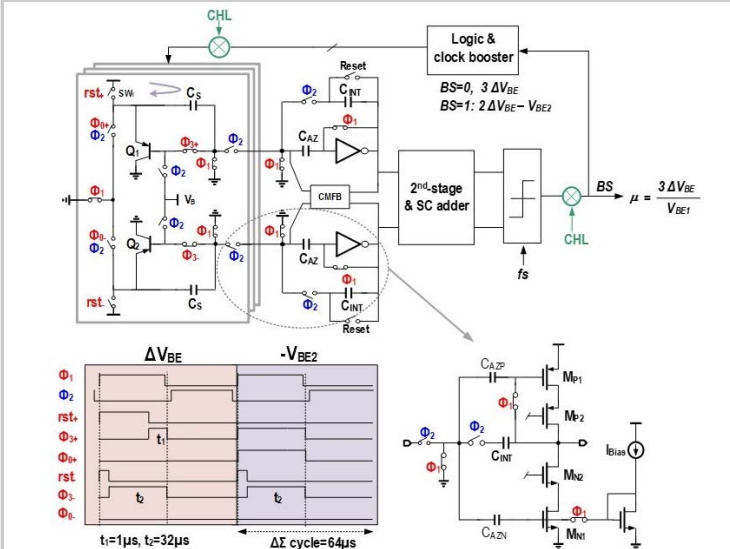 CHL
Logic &
clock booster
BS=0, 3 ΔVBE
BS=1: 2 ΔVBE – VBE2
rst+
SW1
CS
Φ0+
Φ2
Q1
Φ3+
Φ1
Φ2
Φ2
Φ1
VB
Φ2
Φ0-
Φ2
Q2
Φ3-
Φ1
Φ2
rst-
CS
Reset
Φ2
CINT
CAZ
Φ1
Φ1
CMFB
Φ1
CAZ
Φ1
Φ2
CINT
Reset
2nd-stage
& SC adder
fs
CHL
BS
μ = 3 ΔVBE
VBE1
ΔVBE
-VBE2
Φ1
Φ2
rst+
Φ3+
t1
Φ0+
rst-
Φ3-
t2
t2
Φ0-
t1=1μs, t2=32μs
ΔΣ cycle=64μs
CAZP
MP1
Φ1
MP2
Φ2
Φ2
CINT
Φ1
IBias
MN2
Φ1
CAZN
MN1